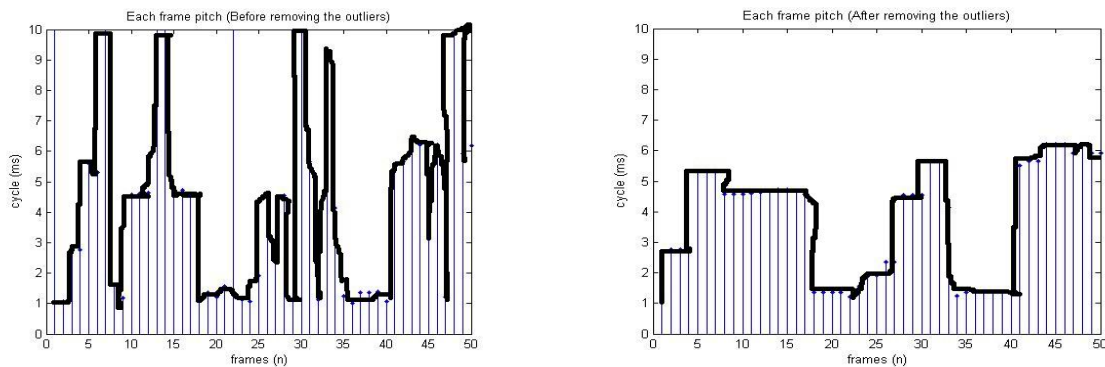 Each frame pitch (Before removing the outliers)
10
9
8
7
6
5
4
3
2
1
0
cycle (ms)
0 5 10 15 20 25 30 35 40 45 50
frames (n)
Each frame pitch (After removing the outliers)
10
9
8
7
6
5
4
3
2
1
0
cycle (ms)
0 5 10 15 20 25 30 35 40 45 50
frames (n)